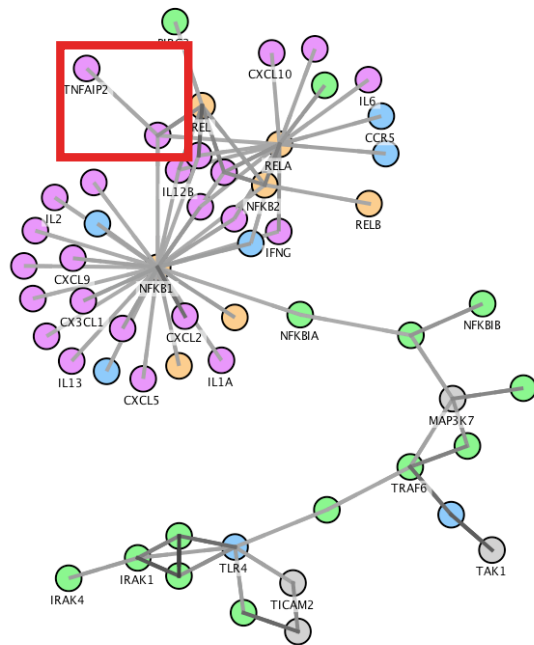 TNFAIP2
CXCL10
IL6
REL
CCR5
RELA
IL12B
NFKB2
RELB
IL2
IFNG
CXCL9
NFKB1
CX3CL1
CXCL2
NFKBIA
NFKBIB
IL13
IL1A
CXCL5
MAP3K7
TRAF6
TLR4
TAK1
IRAK1
IRAK4
TICAM2